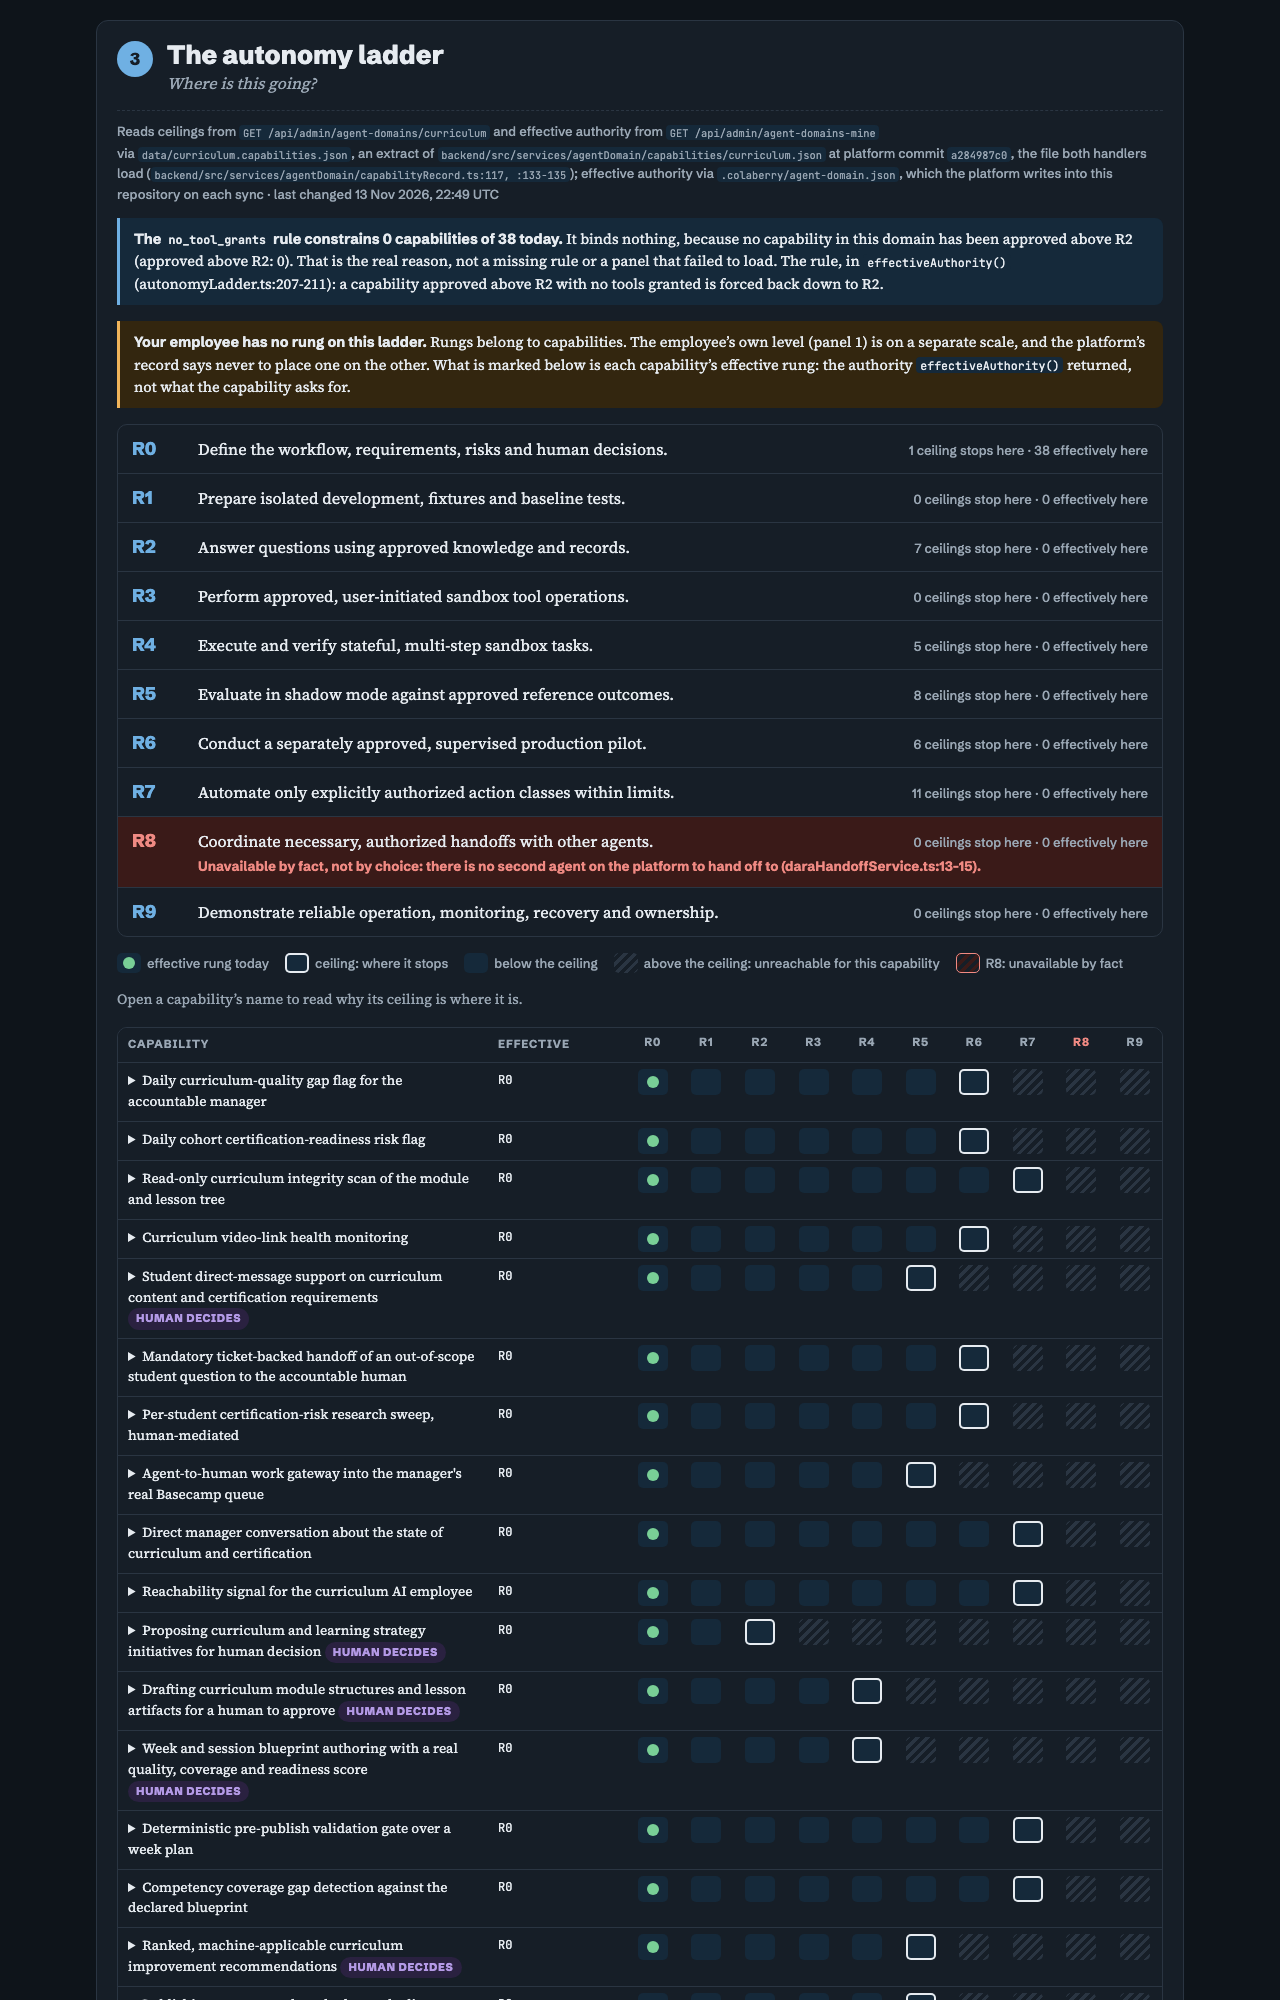 3
The autonomy ladder
Where is this going?
Reads ceilings from GET /api/admin/agent-domains/curriculum and effective authority from GET /api/admin/agent-domains-mine
via data/curriculum.capabilities.json, an extract of backend/src/services/agentDomain/capabilities/curriculum.json at platform commit a284987c0, the file both handlers
load ( backend/src/services/agentDomain/capabilityRecord.ts:117, :133-135 ); effective authority via .colaberry/agent-domain.json, which the platform writes into this
repository on each sync · last changed 13 Nov 2026, 22:49 UTC
The no_tool_grants rule constrains 0 capabilities of 38 today. It binds nothing, because no capability in this domain has been approved above R2
(approved above R2: 0). That is the real reason, not a missing rule or a panel that failed to load. The rule, in effectiveAuthority()
(autonomyLadder.ts:207-211): a capability approved above R2 with no tools granted is forced back down to R2.
Your employee has no rung on this ladder. Rungs belong to capabilities. The employee’s own level (panel 1) is on a separate scale, and the platform’s
record says never to place one on the other. What is marked below is each capability’s effective rung: the authority effectiveAuthority() returned,
not what the capability asks for.
R0 Define the workflow, requirements, risks and human decisions. 1 ceiling stops here · 38 effectively here
R1 Prepare isolated development, fixtures and baseline tests. 0 ceilings stop here · 0 effectively here
R2 Answer questions using approved knowledge and records. 7 ceilings stop here · 0 effectively here
R3 Perform approved, user-initiated sandbox tool operations. 0 ceilings stop here · 0 effectively here
R4 Execute and verify stateful, multi-step sandbox tasks. 5 ceilings stop here · 0 effectively here
R5 Evaluate in shadow mode against approved reference outcomes. 8 ceilings stop here · 0 effectively here
R6 Conduct a separately approved, supervised production pilot. 6 ceilings stop here · 0 effectively here
R7 Automate only explicitly authorized action classes within limits. 11 ceilings stop here · 0 effectively here
R8 Coordinate necessary, authorized handoffs with other agents. 0 ceilings stop here · 0 effectively here
Unavailable by fact, not by choice: there is no second agent on the platform to hand off to (daraHandoffService.ts:13-15).
R9 Demonstrate reliable operation, monitoring, recovery and ownership. 0 ceilings stop here · 0 effectively here
effective rung today ceiling: where it stops below the ceiling above the ceiling: unreachable for this capability R8: unavailable by fact
Open a capability’s name to read why its ceiling is where it is.
CAPABILITY EFFECTIVE R0 R1 R2 R3 R4 R5 R6 R7 R8 R9
Daily curriculum-quality gap flag for the R0
accountable manager
Daily cohort certification-readiness risk flag R0
Read-only curriculum integrity scan of the module R0
and lesson tree
Curriculum video-link health monitoring R0
Student direct-message support on curriculum R0
content and certification requirements
HUMAN DECIDES
Mandatory ticket-backed handoff of an out-of-scope R0
student question to the accountable human
Per-student certification-risk research sweep, R0
human-mediated
Agent-to-human work gateway into the manager's R0
real Basecamp queue
Direct manager conversation about the state of R0
curriculum and certification
Reachability signal for the curriculum AI employee R0
Proposing curriculum and learning strategy R0
initiatives for human decision HUMAN DECIDES
Drafting curriculum module structures and lesson R0
artifacts for a human to approve HUMAN DECIDES
Week and session blueprint authoring with a real R0
quality, coverage and readiness score
HUMAN DECIDES
Deterministic pre-publish validation gate over a R0
week plan
Competency coverage gap detection against the R0
declared blueprint
Ranked, machine-applicable curriculum R0
improvement recommendations HUMAN DECIDES